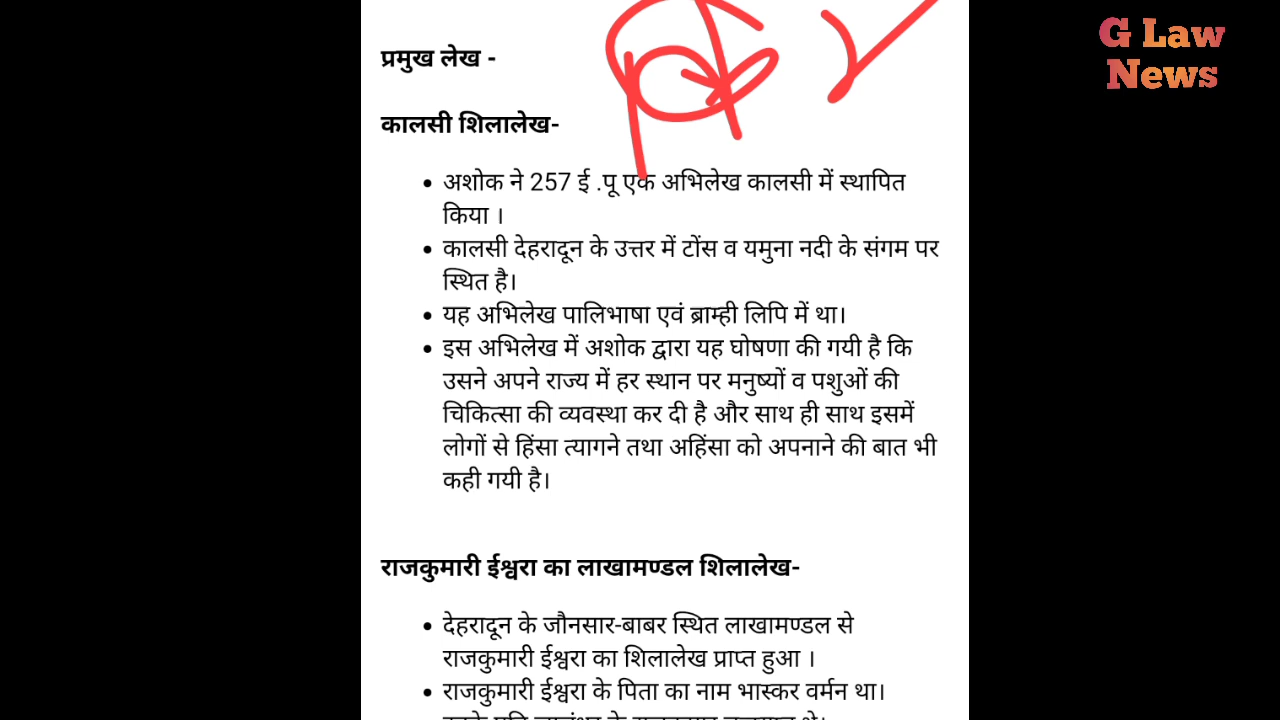 G Law
News
प्रमुख लेख -
कालसी शिलालेख-
• अशोक ने 257 ई .पू एक अभिलेख कालसी में स्थापित
किया ।
• कालसी देहरादून के उत्तर में टोंस व यमुना नदी के संगम पर
स्थित है।
• यह अभिलेख पालिभाषा एवं ब्राम्ही लिपि में था।
• इस अभिलेख में अशोक द्वारा यह घोषणा की गयी है कि
उसने अपने राज्य में हर स्थान पर मनुष्यों व पशुओं की
चिकित्सा की व्यवस्था कर दी है और साथ ही साथ इसमें
लोगों से हिंसा त्यागने तथा अहिंसा को अपनाने की बात भी
कही गयी है।
राजकुमारी ईश्वरा का लाखामण्डल शिलालेख-
• देहरादून के जौनसार-बाबर स्थित लाखामण्डल से
राजकुमारी ईश्वरा का शिलालेख प्राप्त हुआ ।
• राजकुमारी ईश्वरा के पिता का नाम भास्कर वर्मन था।